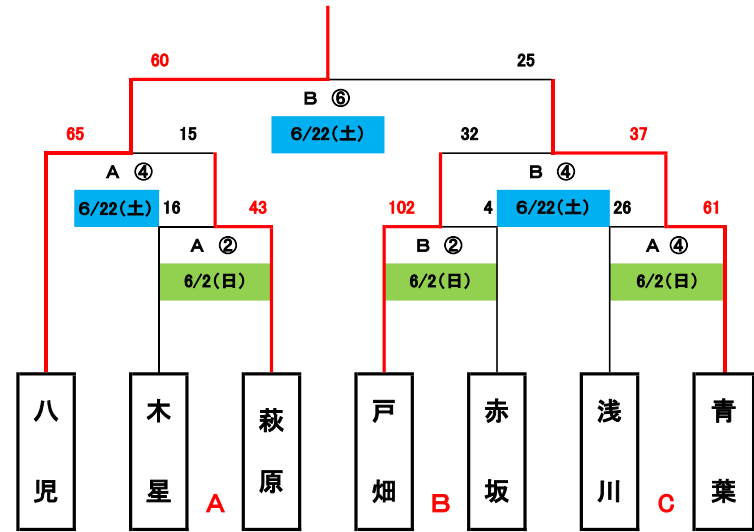 60
25
B ⑥
6/22(土)
65
15
32
37
A ④
B ④
6/22(土)
16
43
102
4
6/22(土)
26
61
A ②
B ②
A ④
6/2(日)
6/2(日)
6/2(日)
八児
木星
萩原
戸畑
赤坂
浅川
青葉
A
B
C